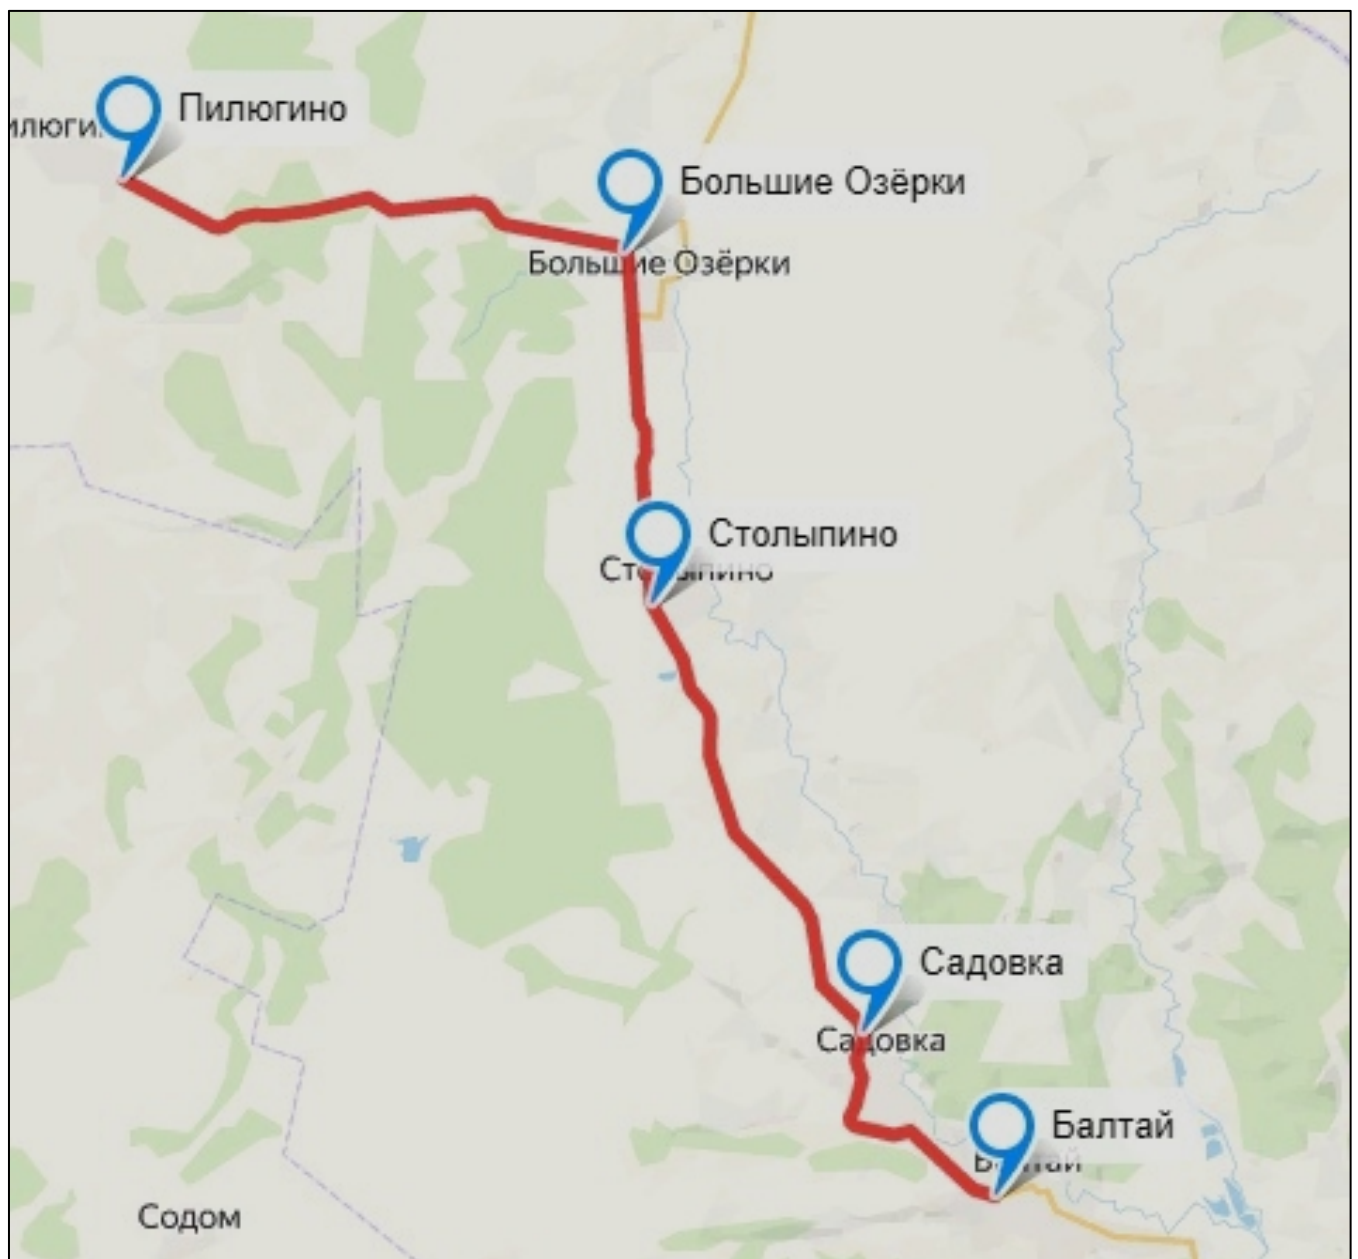 Пилюгино
Большие Озёрки
Большие Озёрки
Столыпино
Садовка
Садовка
Балтай
Содом